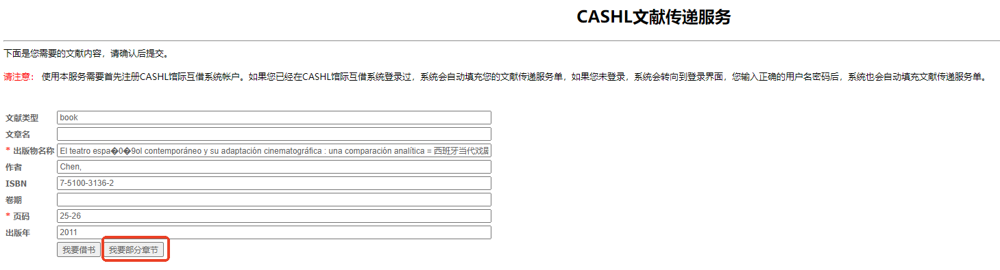 CASHL文献传递服务
下面是您需要的文献内容，请确认后提交。
请注意： 使用本服务需要首先注册CASHL馆际互借系统帐户。如果您已经在CASHL馆际互借系统登录过，系统会自动填充您的文献传递服务单，如果您未登录，系统会转向到登录界面，您输入正确的用户名密码后，系统也会自动填充文献传递服务单。
文献类型 book
文章名
* 出版物名称 El teatro espa�0�9ol contemporáneo y su adaptación cinematográfica : una comparación analítica = 西班牙当代戏剧
作者 Chen,
ISBN 7-5100-3136-2
卷期
* 页码 25-26
出版年 2011
我要借书 我要部分章节